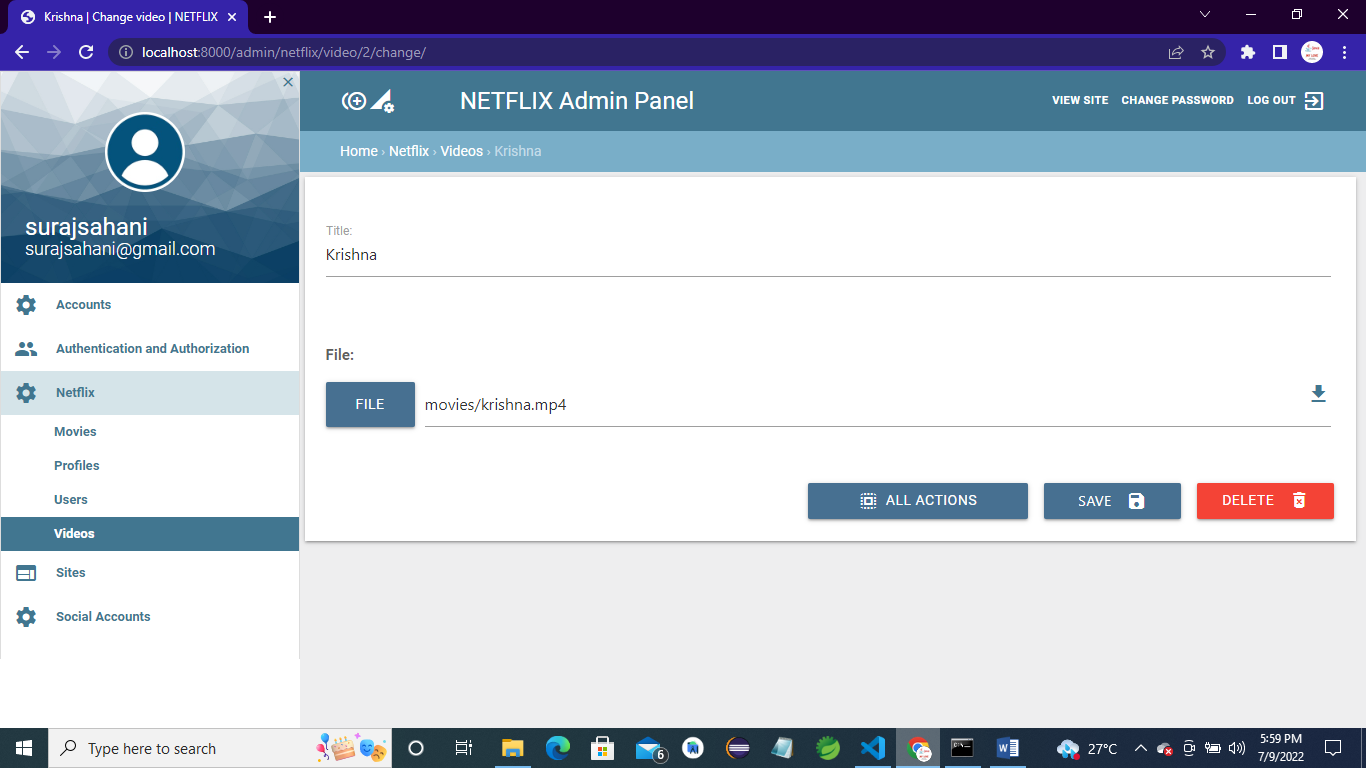 Krishna | Change video | NETFLIX
localhost:8000/admin/netflix/video/2/change/
NETFLIX Admin Panel
VIEW SITE CHANGE PASSWORD LOG OUT
Home › Netflix › Videos › Krishna
surajsahani
surajsahani@gmail.com
Accounts
Authentication and Authorization
Netflix
Movies
Profiles
Users
Videos
Sites
Social Accounts
Title:
Krishna
File:
FILE movies/krishna.mp4
ALL ACTIONS SAVE DELETE
Type here to search
6
27°C
5:59 PM
7/9/2022